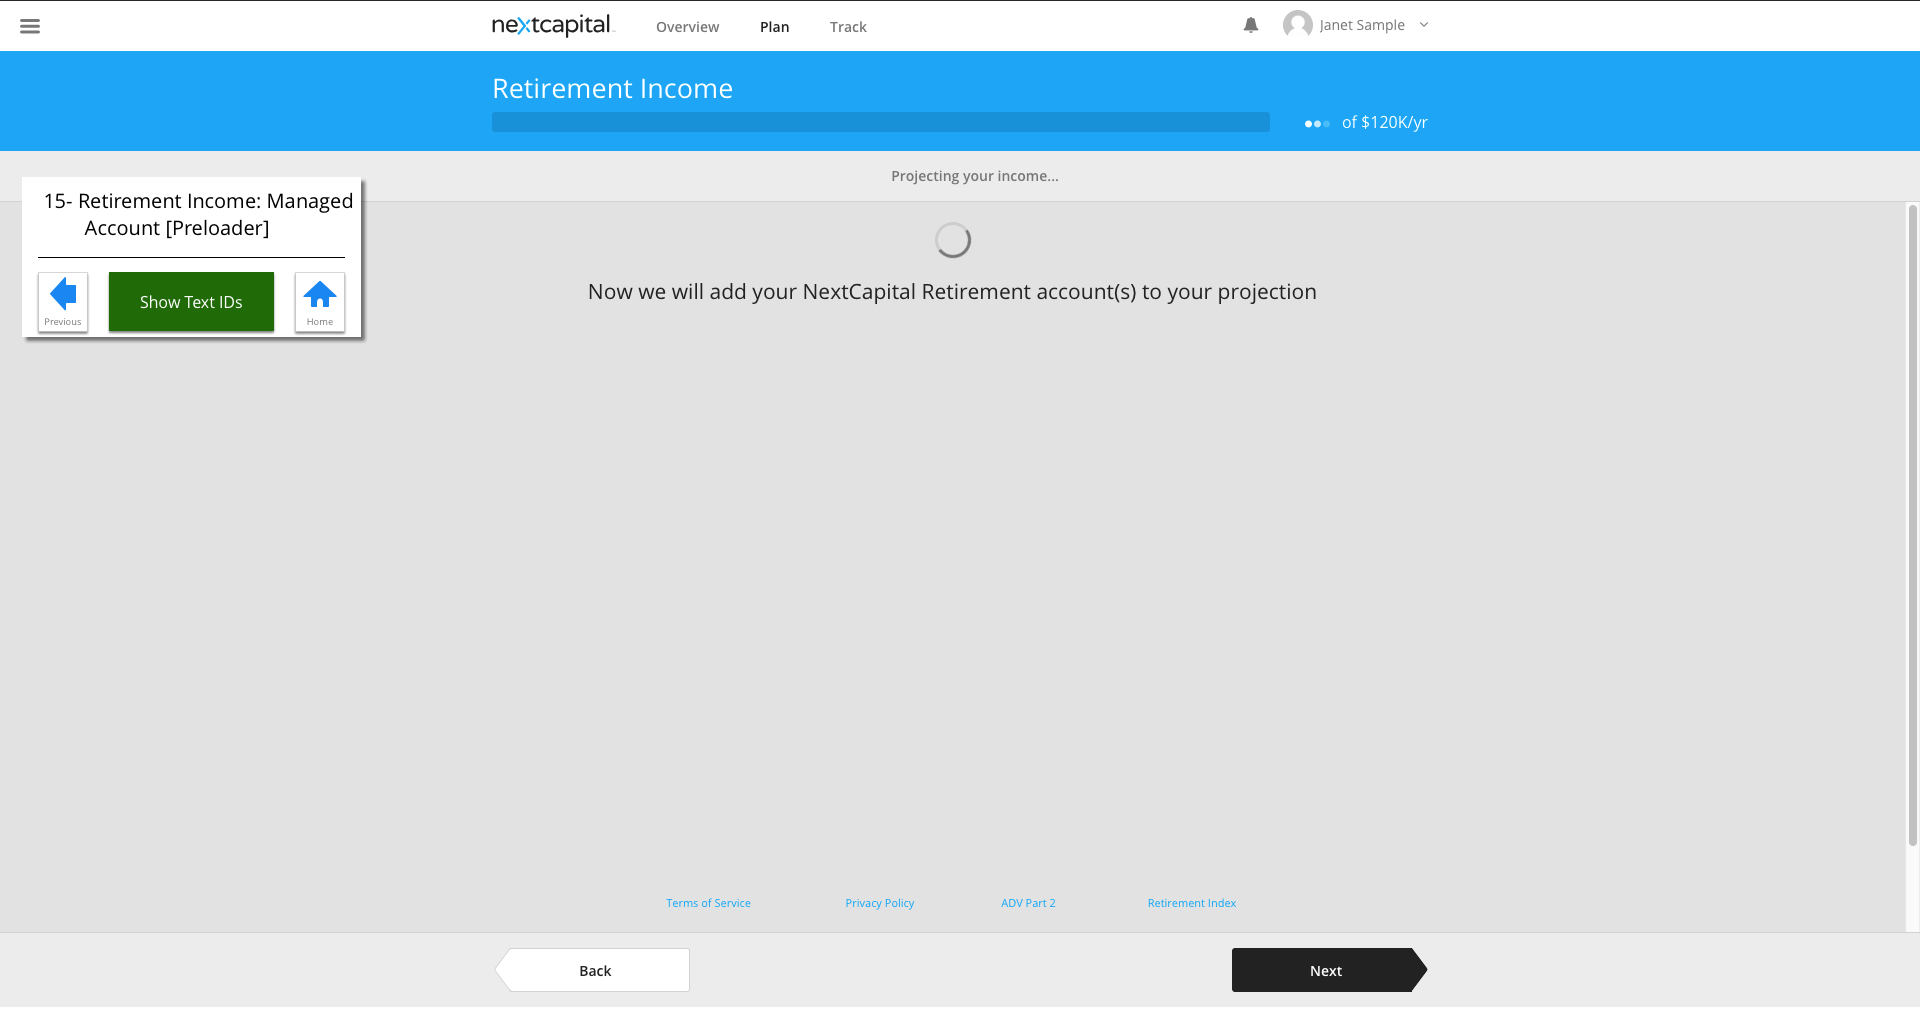 nextcapital
Overview
Plan
Track
Janet Sample
Retirement Income
of $120K/yr
Projecting your income...
15- Retirement Income: Managed
Account [Preloader]
Previous
Show Text IDs
Home
Now we will add your NextCapital Retirement account(s) to your projection
Terms of Service
Privacy Policy
ADV Part 2
Retirement Index
Back
Next